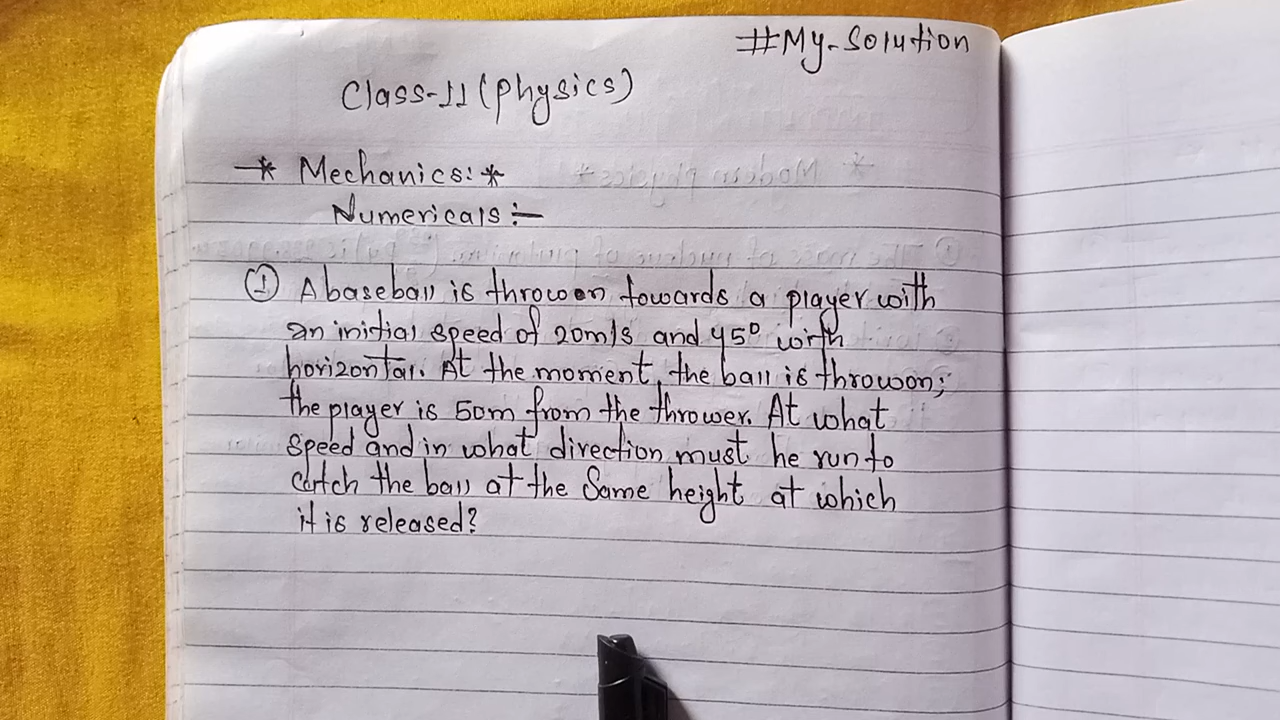 #My-Solution
Class-11 (physics)
* Mechanics: *
Numericals :-
① A baseball is throwon towards a player with
an initial speed of 20m/s and 45° with
horizontal. At the moment, the ball is throwon;
the player is 50m from the thrower. At what
speed and in what direction must he run to
catch the ball at the same height at which
it is released?